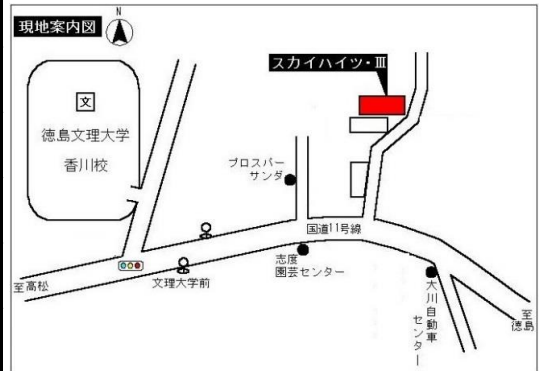 現地案内図
N
スカイハイツ・Ⅲ
文
徳島文理大学
香川校
プロスパー
サンダ
国道11号線
志度
園芸センター
文理大学前
至高松
大川自動車
センター
至
徳島